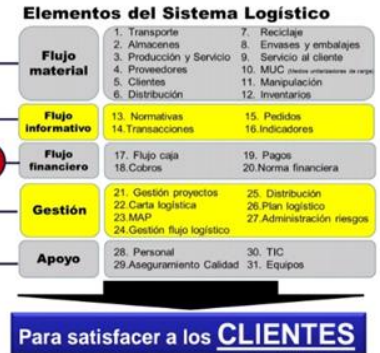 Elementos del Sistema Logístico
Flujo material
1. Transporte
2. Almacenes
3. Producción y Servicio
4. Proveedores
5. Clientes
6. Distribución
7. Reciclaje
8. Envases y embalajes
9. Servicio al cliente
10. MUC (Medios unitarizadores de carga)
11. Manipulación
12. Inventarios
Flujo informativo
13. Normativas
14. Transacciones
15. Pedidos
16. Indicadores
Flujo financiero
17. Flujo caja
18. Cobros
19. Pagos
20. Norma financiera
Gestión
21. Gestión proyectos
22. Carta logística
23. MAP
24. Gestión flujo logístico
25. Distribución
26. Plan logístico
27. Administración riesgos
Apoyo
28. Personal
29. Aseguramiento Calidad
30. TIC
31. Equipos
Para satisfacer a los CLIENTES